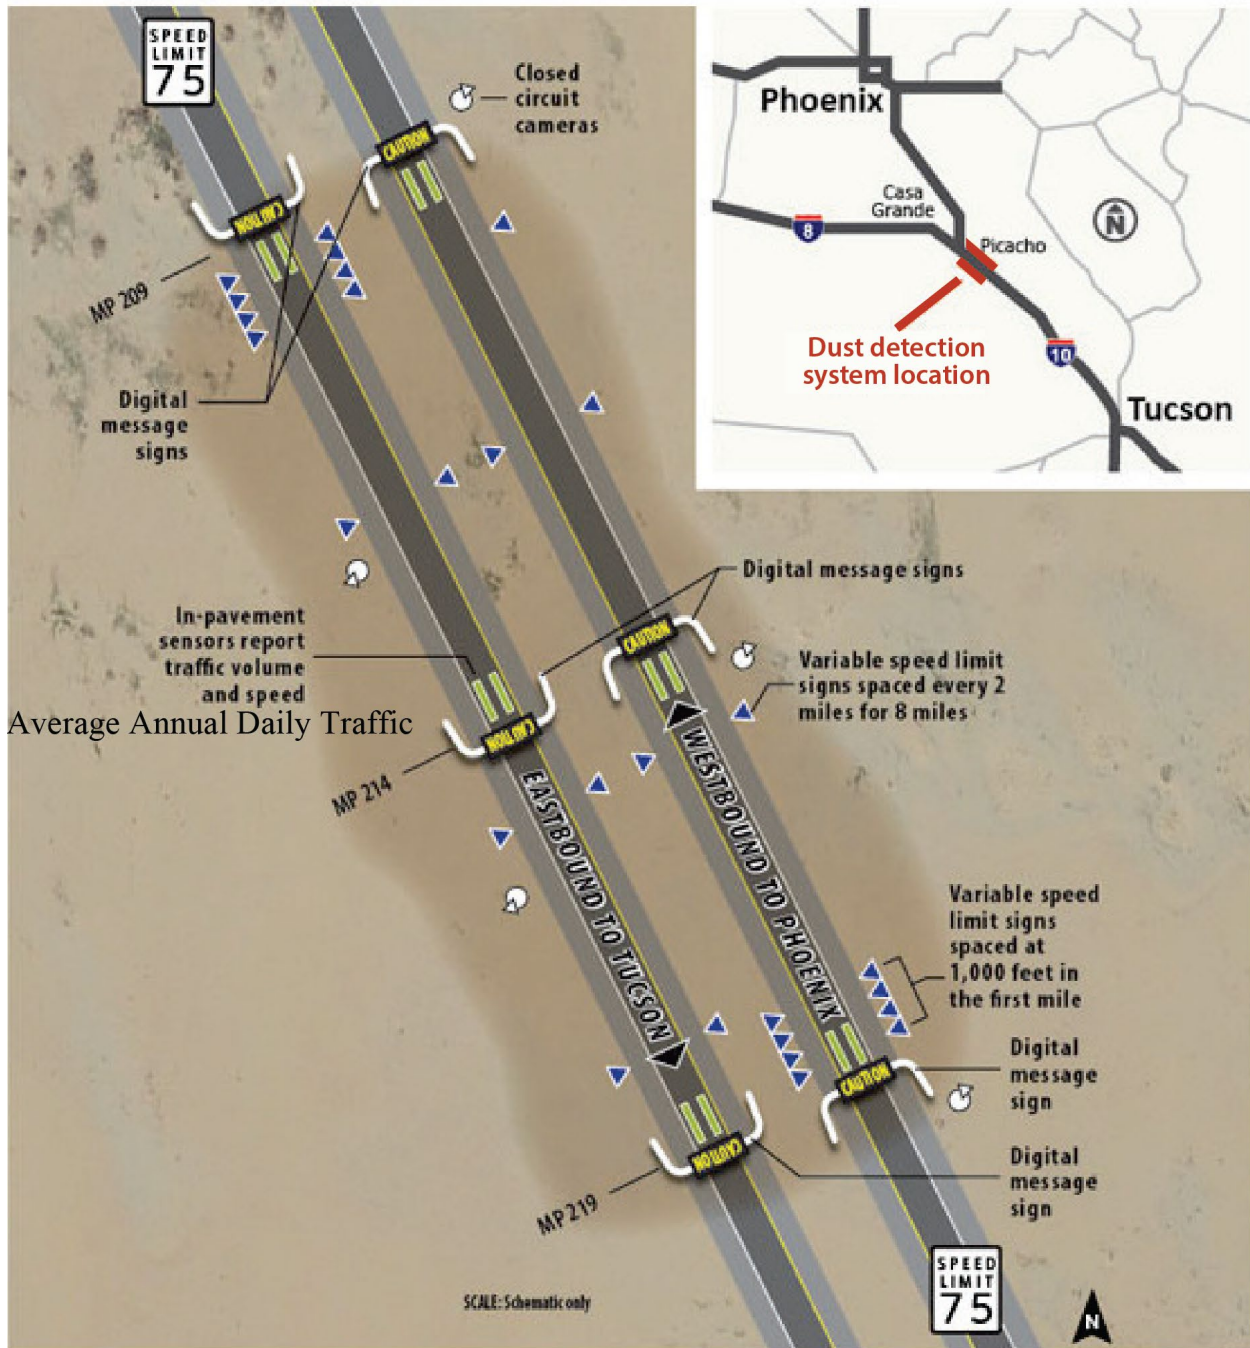 SPEED
LIMIT
75
Closed
circuit
cameras
CAUTION
CAUTION
MP 209
Digital
message
signs
Phoenix
Casa
Grande
8
N
Picacho
Dust detection
system location
10
Tucson
Digital message signs
In-pavement
sensors report
traffic volume
and speed
Average Annual Daily Traffic
CAUTION
Variable speed limit
signs spaced every 2
miles for 8 miles
CAUTION
MP 214
EASTBOUND TO TUCSON
WESTBOUND TO PHOENIX
Variable speed
limit signs
spaced at
1,000 feet in
the first mile
CAUTION
Digital
message
sign
CAUTION
Digital
message
sign
MP 219
SPEED
LIMIT
75
SCALE: Schematic only
N